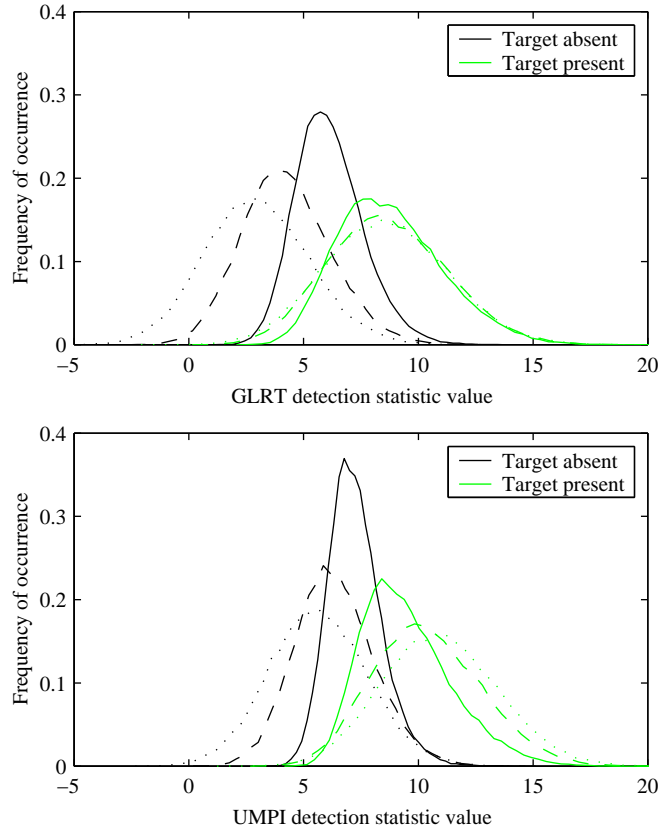 0.4
Target absent
Target present
0.3
0.2
0.1
0
Frequency of occurrence
−5 0 5 10 15 20
GLRT detection statistic value
0.4
Target absent
Target present
0.3
0.2
0.1
0
Frequency of occurrence
−5 0 5 10 15 20
UMPI detection statistic value